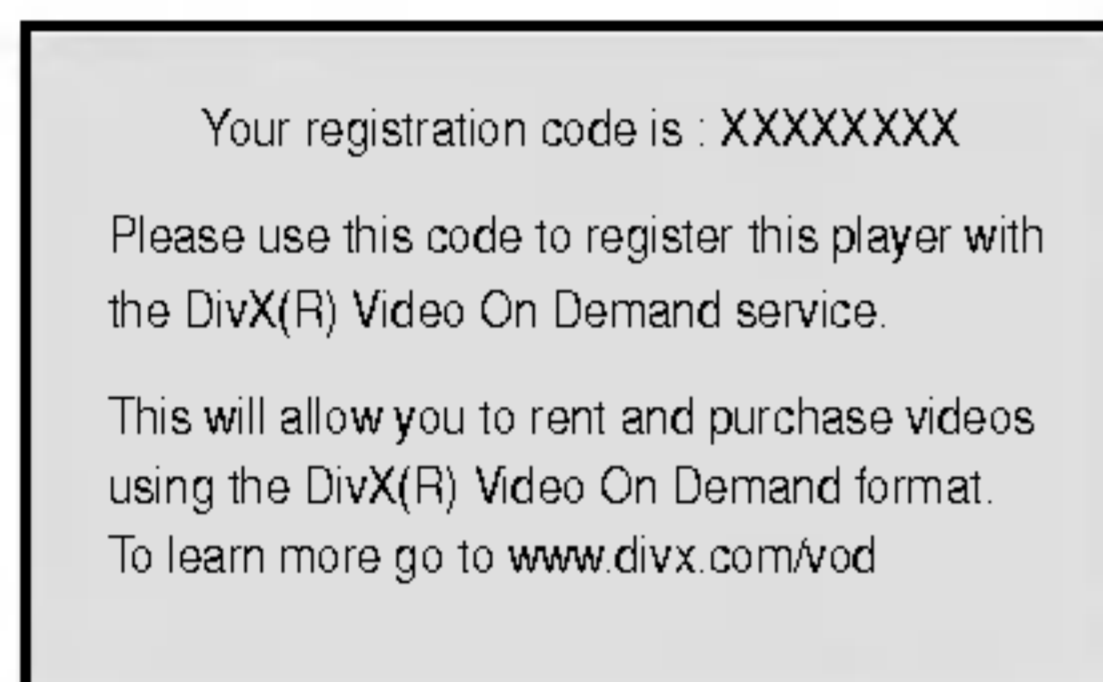 Your registration code is : XXXXXXXX
Please use this code to register this player with
the DivX(R) Video On Demand service.
This will allow you to rent and purchase videos
using the DivX(R) Video On Demand format.
To learn more go to www.divx.com/vod